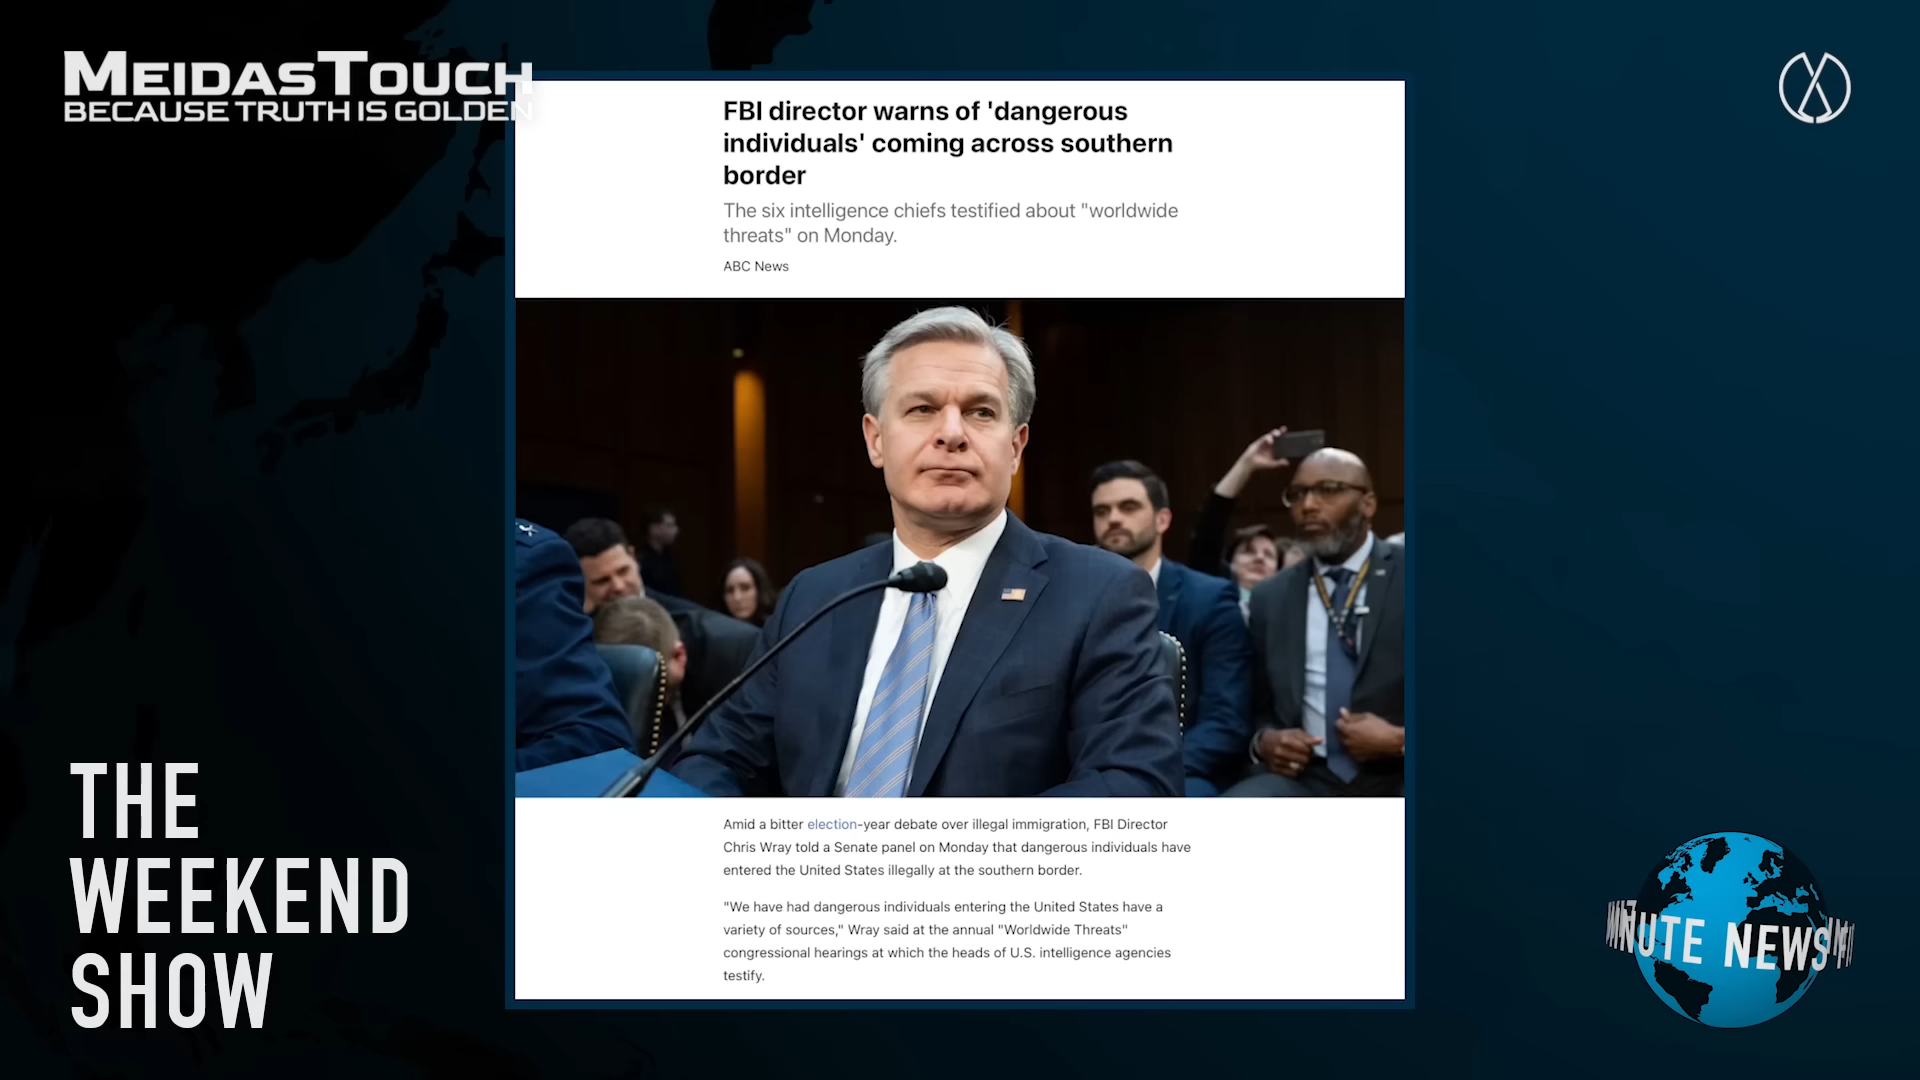 MEIDASTOUCH
BECAUSE TRUTH IS GOLDEN
FBI director warns of 'dangerous
individuals' coming across southern
border
The six intelligence chiefs testified about "worldwide
threats" on Monday.
ABC News
Amid a bitter election-year debate over illegal immigration, FBI Director
Chris Wray told a Senate panel on Monday that dangerous individuals have
entered the United States illegally at the southern border.
"We have had dangerous individuals entering the United States have a
variety of sources," Wray said at the annual "Worldwide Threats"
congressional hearings at which the heads of U.S. intelligence agencies
testify.
THE
WEEKEND
SHOW
MINUTE NEWS